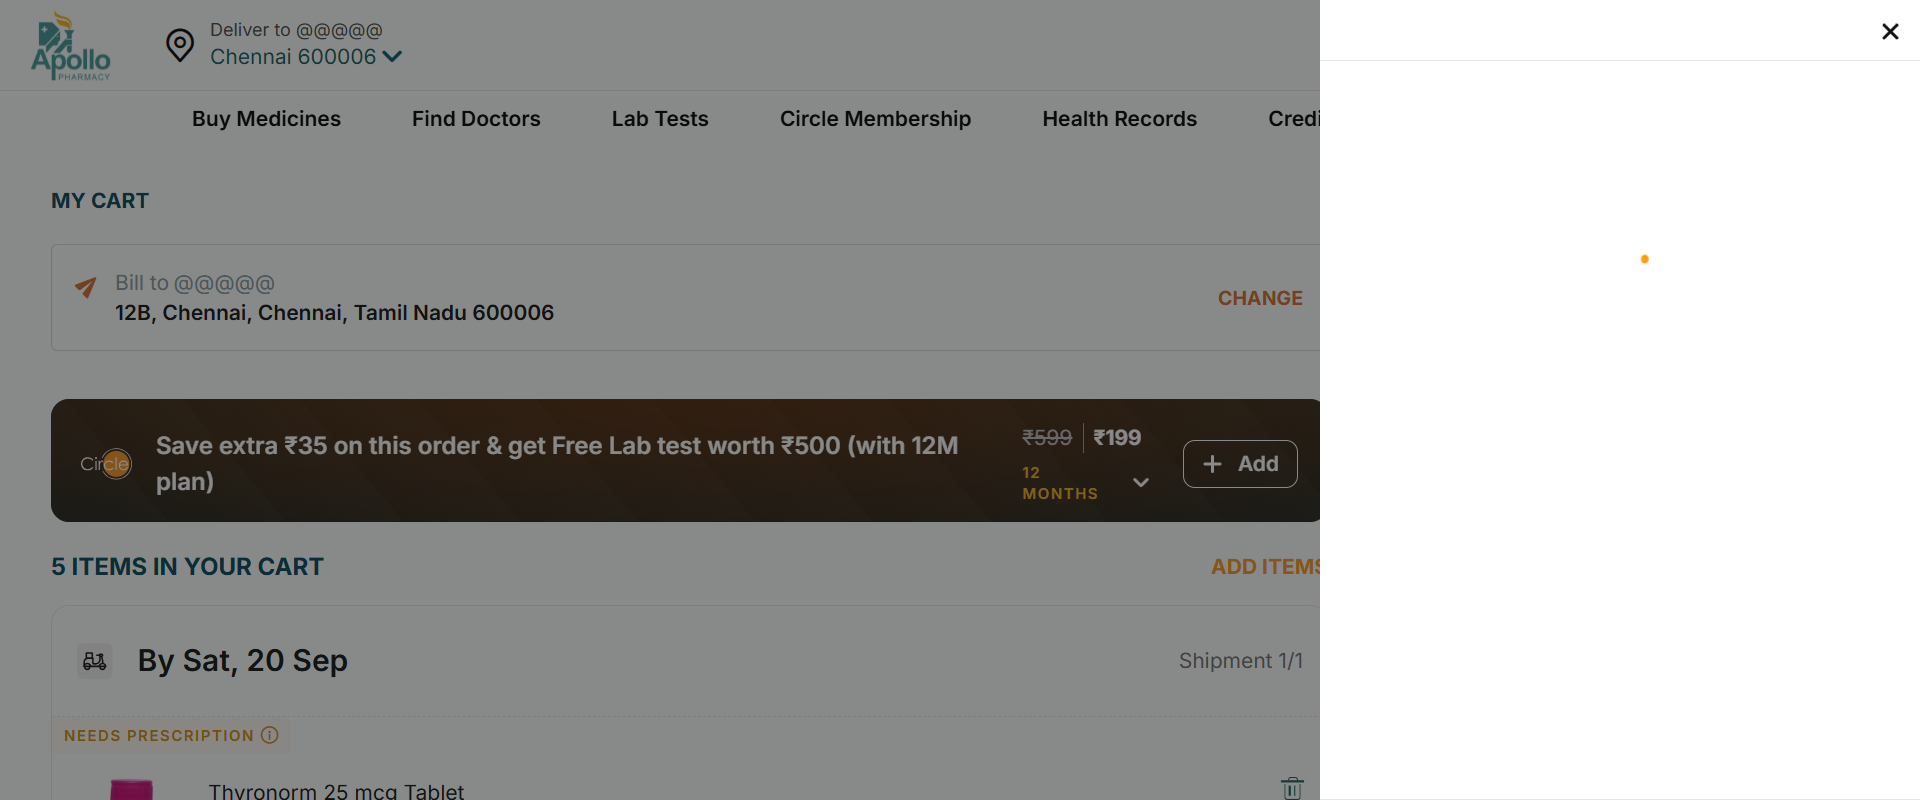 Apollo
PHARMACY
Deliver to @@@@@
Chennai 600006
Buy Medicines
Find Doctors
Lab Tests
Circle Membership
Health Records
Credi
MY CART
Bill to @@@@@
12B, Chennai, Chennai, Tamil Nadu 600006
CHANGE
Circle
Save extra ₹35 on this order & get Free Lab test worth ₹500 (with 12M
plan)
₹599 ₹199
12
MONTHS
+ Add
5 ITEMS IN YOUR CART
ADD ITEMS
By Sat, 20 Sep
Shipment 1/1
NEEDS PRESCRIPTION
Thyronorm 25 mcg Tablet